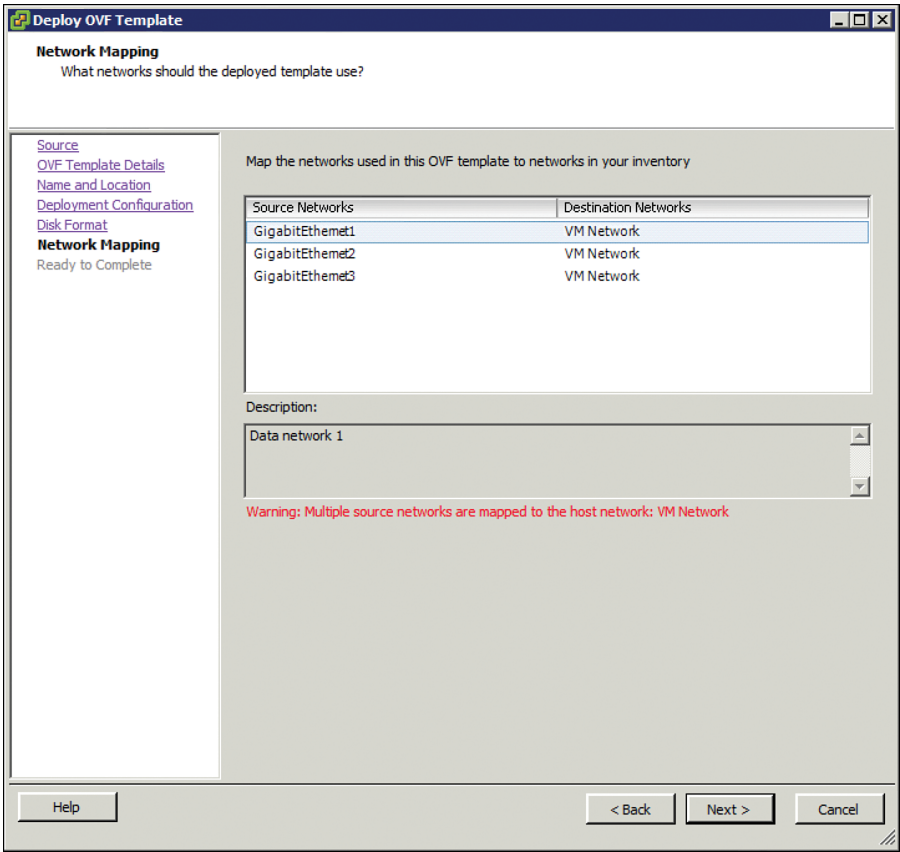 Deploy OVF Template
Network Mapping
What networks should the deployed template use?
Source
OVF Template Details
Name and Location
Deployment Configuration
Disk Format
Network Mapping
Ready to Complete
Map the networks used in this OVF template to networks in your inventory
Source Networks Destination Networks
GigabitEthernet1 VM Network
GigabitEthernet2 VM Network
GigabitEthernet3 VM Network
Description:
Data network 1
Warning: Multiple source networks are mapped to the host network: VM Network
Help
< Back
Next >
Cancel